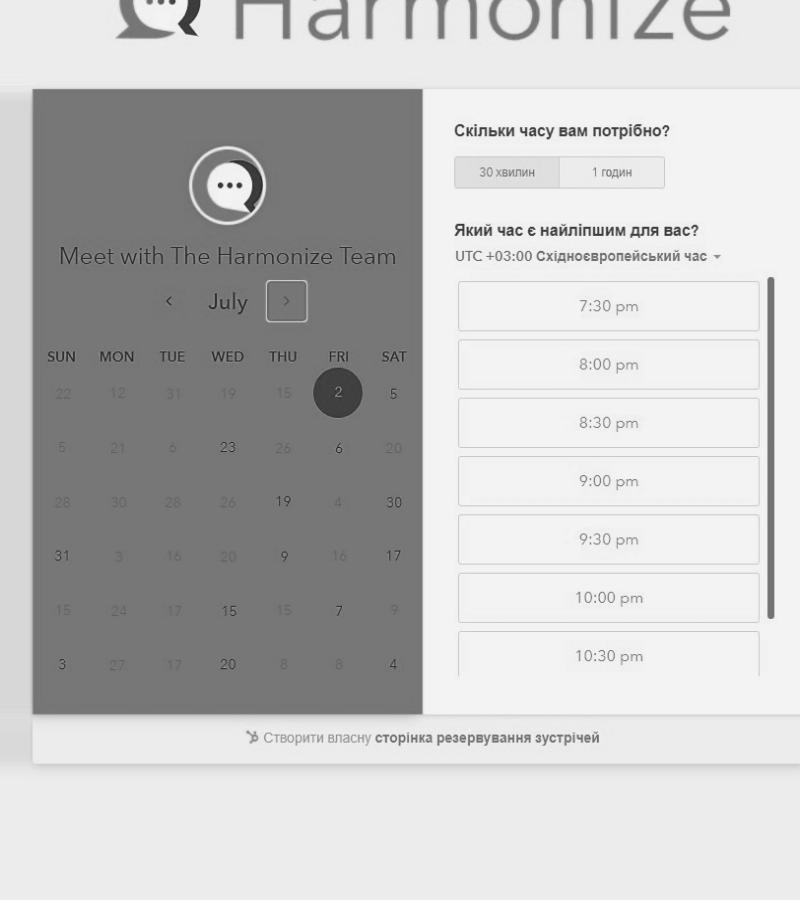 Harmonize
Meet with The Harmonize Team
July
SUN MON TUE WED THU FRI SAT
22 12 31 19 15 2 5
5 21 6 23 26 6 20
28 30 28 26 19 4 30
31 3 16 20 9 16 17
15 24 17 15 15 7 9
3 27 17 20 8 8 4
Скільки часу вам потрібно?
30 хвилин 1 годин
Який час є найліпшим для вас?
UTC +03:00 Східноєвропейський час
7:30 pm
8:00 pm
8:30 pm
9:00 pm
9:30 pm
10:00 pm
10:30 pm
Створити власну сторінка резервування зустрічей